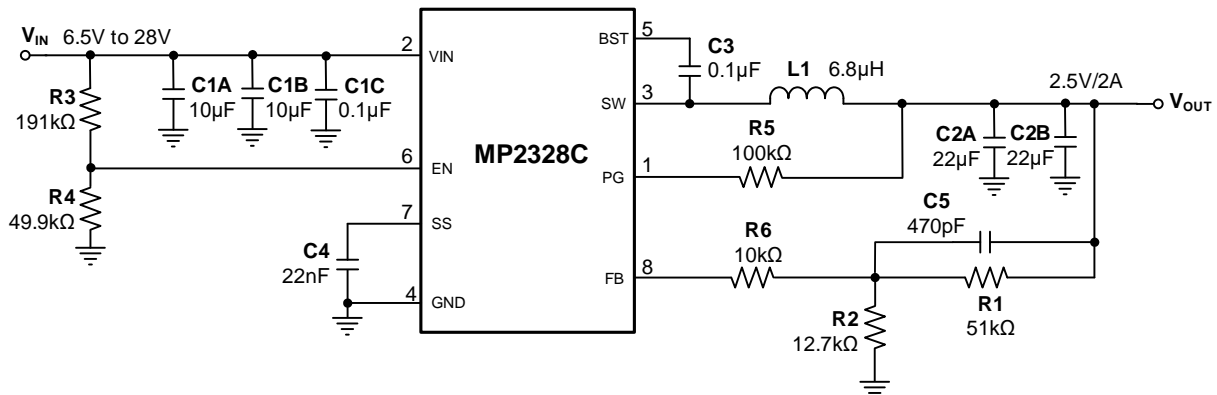 VIN 6.5V to 28V
2
VIN
R3
191kΩ
C1A
10µF
C1B
10µF
C1C
0.1µF
6
EN
R4
49.9kΩ
7
SS
C4
22nF
4
GND
MP2328C
BST
5
C3
0.1µF
SW
3
L1 6.8µH
2.5V/2A
VOUT
C2A
22µF
C2B
22µF
PG
1
R5
100kΩ
C5
470pF
FB
8
R6
10kΩ
R1
51kΩ
R2
12.7kΩ